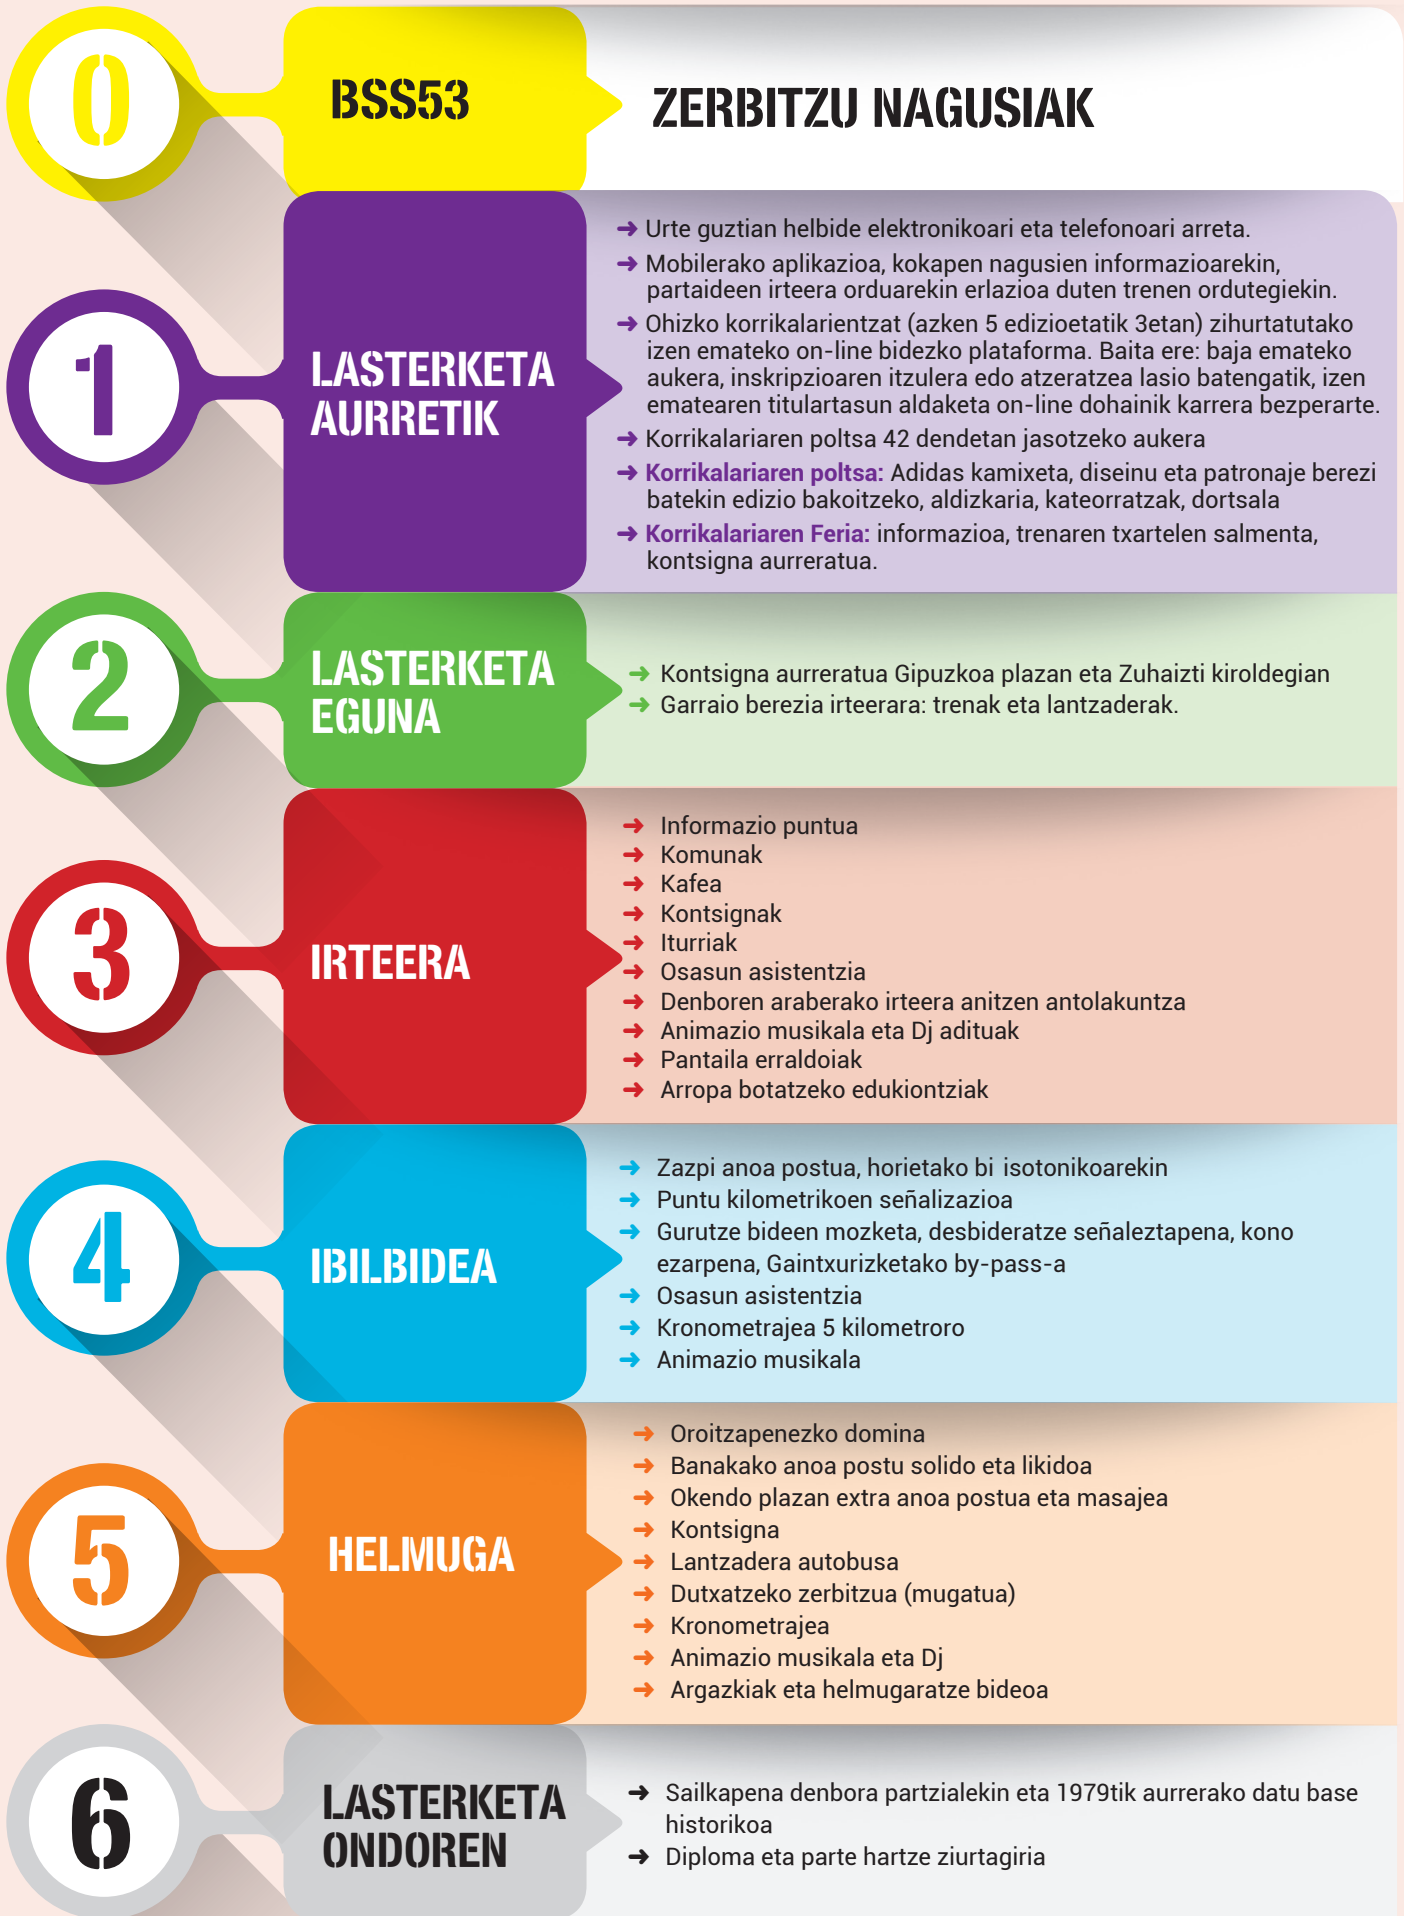 0
BSS53
ZERBITZU NAGUSIAK
1
LASTERKETA
AURRETIK
➜ Urte guztian helbide elektronikoari eta telefonoari arreta.
➜ Mobilerako aplikazioa, kokapen nagusien informazioarekin,
partaideen irteera orduarekin erlazioa duten trenen ordutegiekin.
➜ Ohizko korrikalarientzat (azken 5 edizioetatik 3etan) zihurtatutako
izen emateko on-line bidezko plataforma. Baita ere: baja emateko
aukera, inskripzioaren itzulera edo atzeratzea lasio batengatik, izen
ematearen titulartasun aldaketa on-line dohainik karrera bezperarte.
➜ Korrikalariaren poltsa 42 dendetan jasotzeko aukera
➜ Korrikalariaren poltsa: Adidas kamixeta, diseinu eta patronaje berezi
batekin edizio bakoitzeko, aldizkaria, kateorratzak, dortsala
➜ Korrikalariaren Feria: informazioa, trenaren txartelen salmenta,
kontsigna aurreratua.
2
LASTERKETA
EGUNA
➜ Kontsigna aurreratua Gipuzkoa plazan eta Zuhaizti kiroldegian
➜ Garraio berezia irteerara: trenak eta lantzaderak.
3
IRTEERA
➜ Informazio puntua
➜ Komunak
➜ Kafea
➜ Kontsignak
➜ Iturriak
➜ Osasun asistentzia
➜ Denboren araberako irteera anitzen antolakuntza
➜ Animazio musikala eta Dj adituak
➜ Pantaila erraldoiak
➜ Arropa botatzeko edukiontziak
4
IBILBIDEA
➜ Zazpi anoa postua, horietako bi isotonikoarekin
➜ Puntu kilometrikoen señalizazioa
➜ Gurutze bideen mozketa, desbideratze señaleztapena, kono
ezarpena, Gaintxurizketako by-pass-a
➜ Osasun asistentzia
➜ Kronometrajea 5 kilometroro
➜ Animazio musikala
5
HELMUGA
➜ Oroitzapenezko domina
➜ Banakako anoa postu solido eta likidoa
➜ Okendo plazan extra anoa postua eta masajea
➜ Kontsigna
➜ Lantzadera autobusa
➜ Dutxatzeko zerbitzua (mugatua)
➜ Kronometrajea
➜ Animazio musikala eta Dj
➜ Argazkiak eta helmugaratze bideoa
6
LASTERKETA
ONDOREN
➜ Sailkapena denbora partzialekin eta 1979tik aurrerako datu base
historikoa
➜ Diploma eta parte hartze ziurtagiria